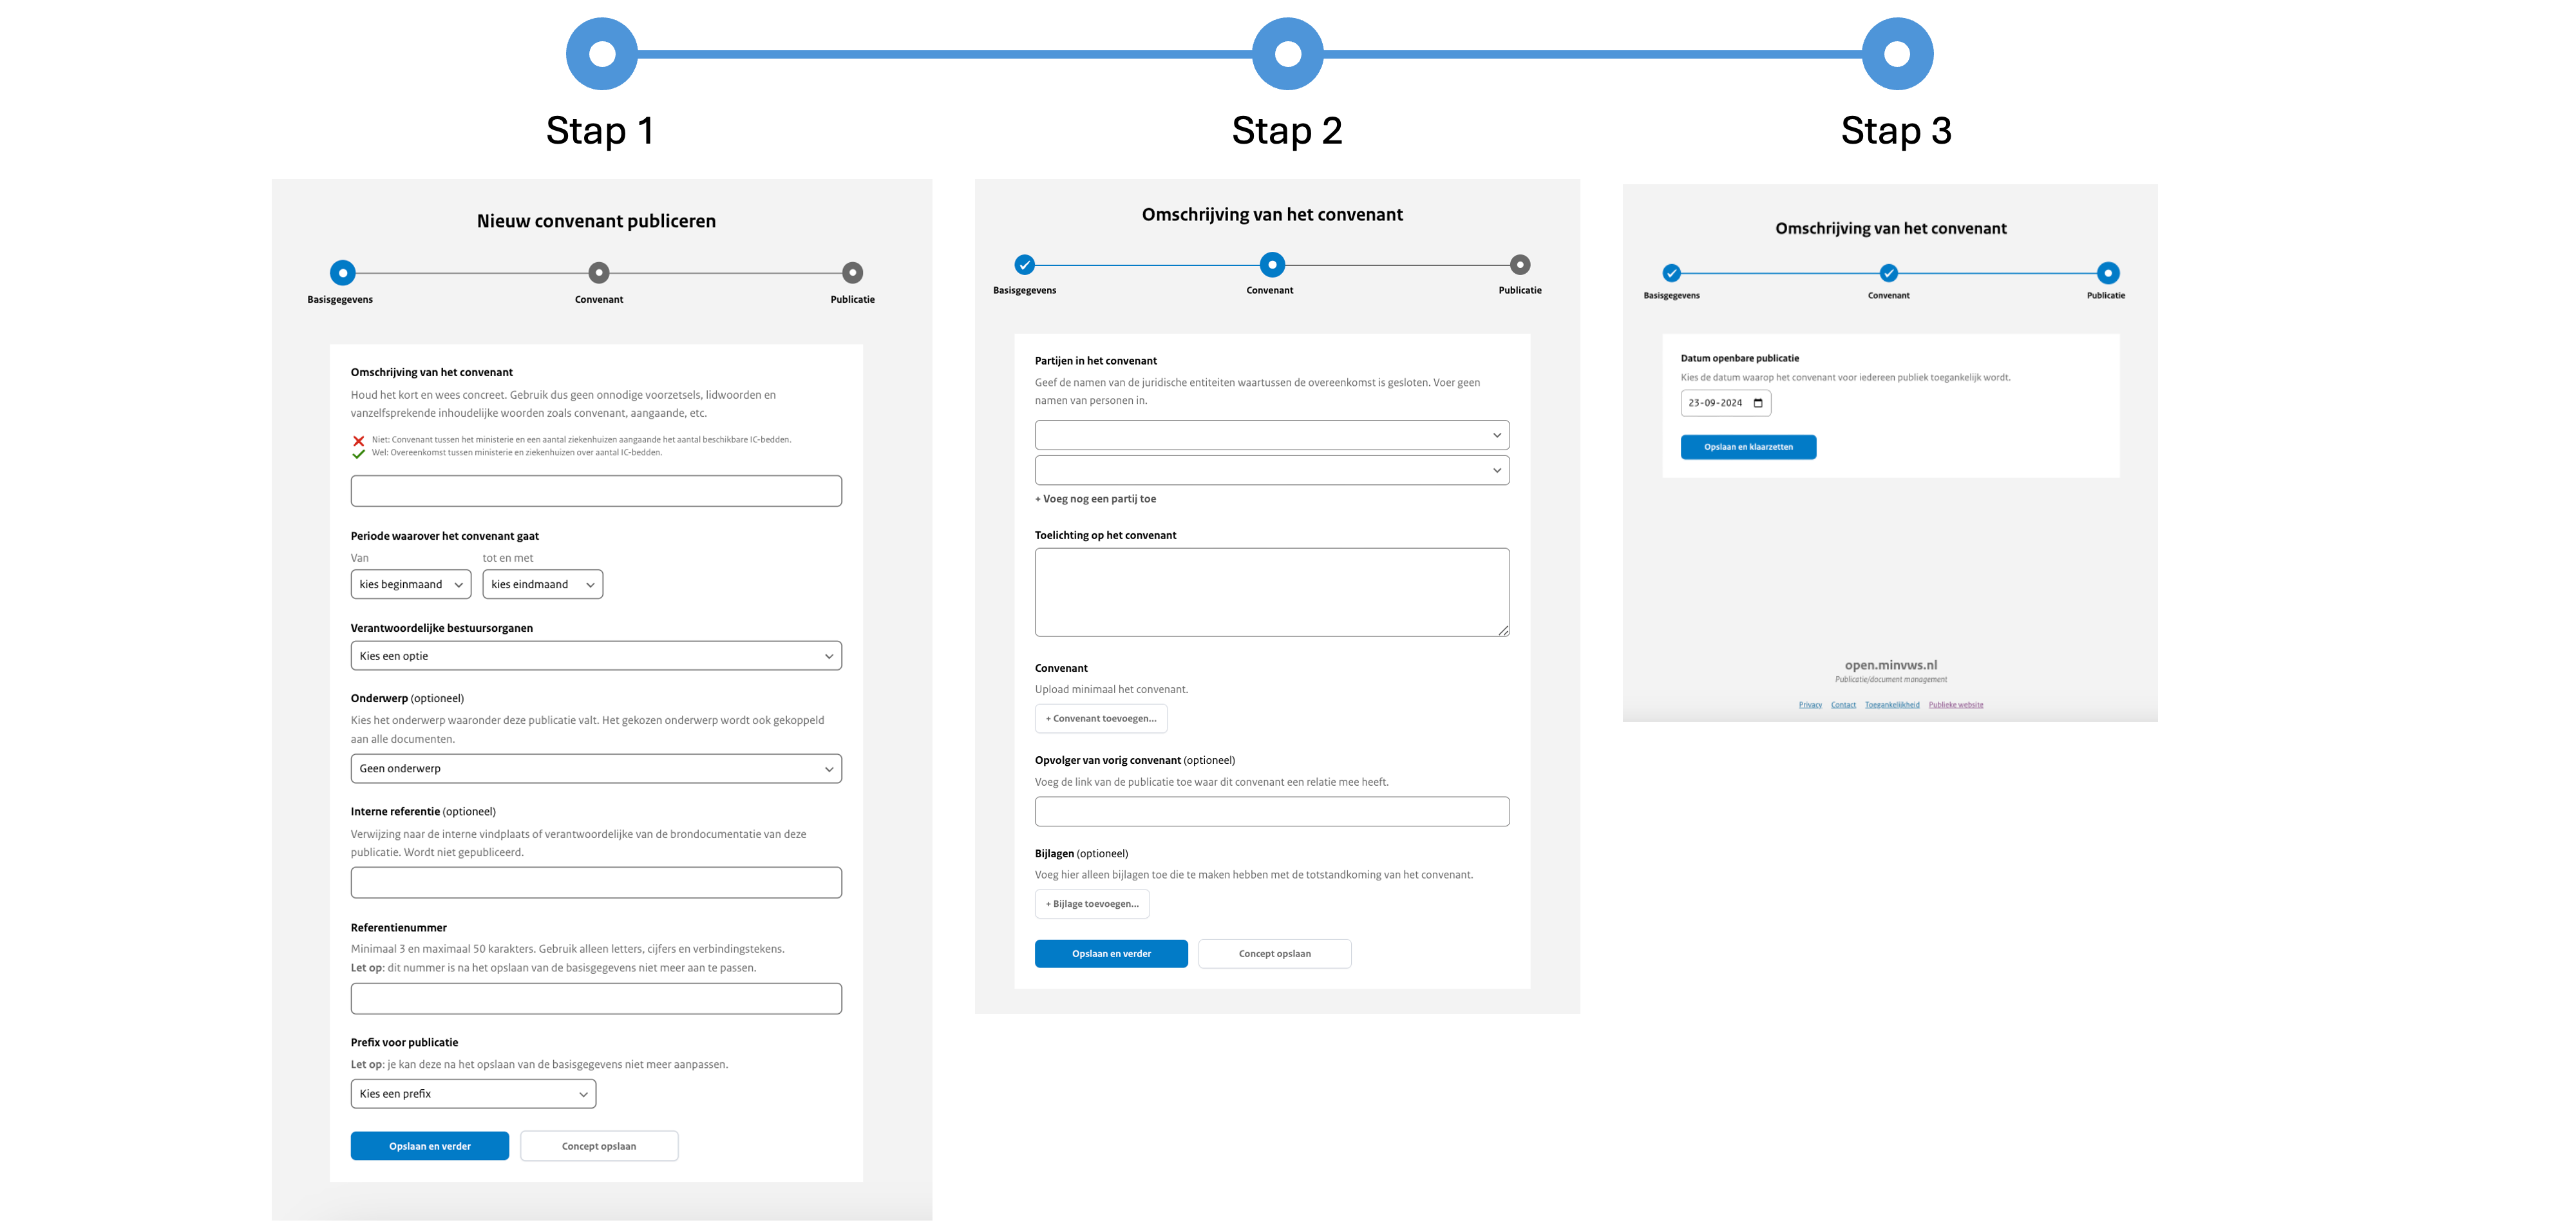 Stap 1
Stap 2
Stap 3
Nieuw convenant publiceren
Basisgegevens
Convenant
Publicatie
Omschrijving van het convenant
Houd het kort en wees concreet. Gebruik dus geen onnodige voorzetsels, lidwoorden en
vanzelfsprekende inhoudelijke woorden zoals convenant, aangaande, etc.
Niet: Convenant tussen het ministerie en een aantal ziekenhuizen aangaande het aantal beschikbare IC-bedden.
Wel: Overeenkomst tussen ministerie en ziekenhuizen over aantal IC-bedden.
Periode waarover het convenant gaat
Van
tot en met
kies beginmaand
kies eindmaand
Verantwoordelijke bestuursorganen
Kies een optie
Onderwerp (optioneel)
Kies het onderwerp waaronder deze publicatie valt. Het gekozen onderwerp wordt ook gekoppeld
aan alle documenten.
Geen onderwerp
Interne referentie (optioneel)
Verwijzing naar de interne vindplaats of verantwoordelijke van de brondocumentatie van deze
publicatie. Wordt niet gepubliceerd.
Referentienummer
Minimaal 3 en maximaal 50 karakters. Gebruik alleen letters, cijfers en verbindingstekens.
Let op: dit nummer is na het opslaan van de basisgegevens niet meer aan te passen.
Prefix voor publicatie
Let op: je kan deze na het opslaan van de basisgegevens niet meer aanpassen.
Kies een prefix
Opslaan en verder
Concept opslaan
Omschrijving van het convenant
Basisgegevens
Convenant
Publicatie
Partijen in het convenant
Geef de namen van de juridische entiteiten waartussen de overeenkomst is gesloten. Voer geen
namen van personen in.
+ Voeg nog een partij toe
Toelichting op het convenant
Convenant
Upload minimaal het convenant.
+ Convenant toevoegen...
Opvolger van vorig convenant (optioneel)
Voeg de link van de publicatie toe waar dit convenant een relatie mee heeft.
Bijlagen (optioneel)
Voeg hier alleen bijlagen toe die te maken hebben met de totstandkoming van het convenant.
+ Bijlage toevoegen...
Opslaan en verder
Concept opslaan
Omschrijving van het convenant
Basisgegevens
Convenant
Publicatie
Datum openbare publicatie
Kies de datum waarop het convenant voor iedereen publiek toegankelijk wordt.
23-09-2024
Opslaan en klaarzetten
open.minvws.nl
Publicatie/document management
Privacy
Contact
Toegankelijkheid
Publieke website